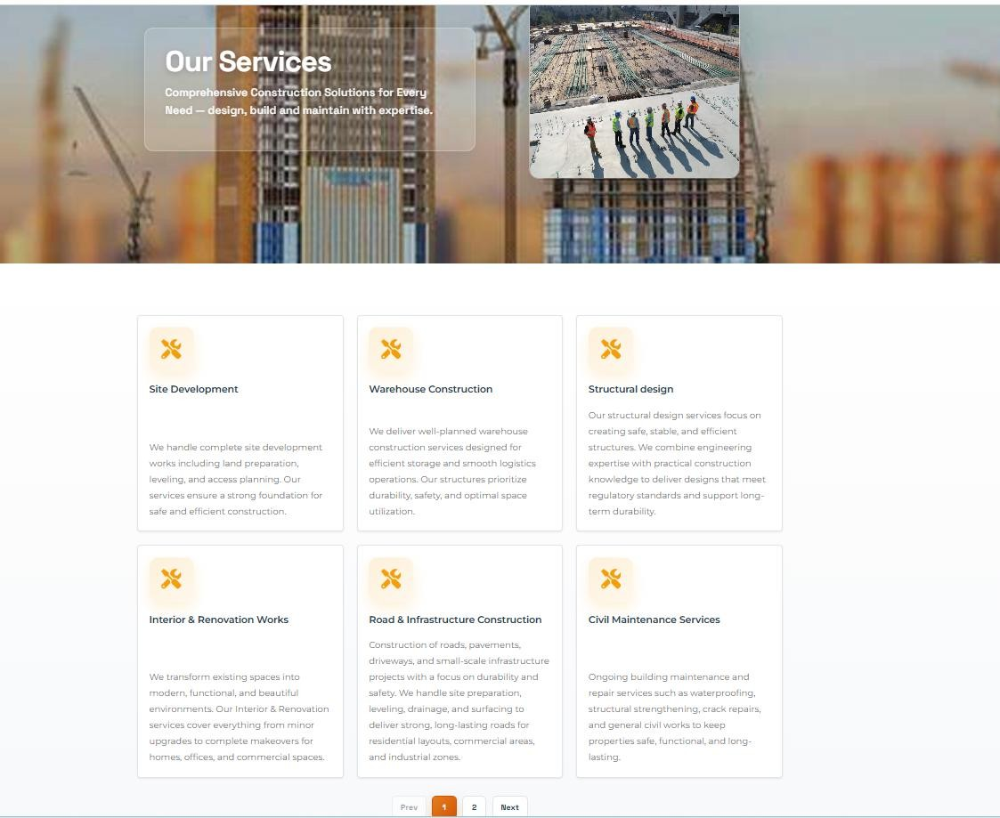 Our Services
Comprehensive Construction Solutions for Every
Need — design, build and maintain with expertise.
Site Development
We handle complete site development
works including land preparation,
leveling, and access planning. Our
services ensure a strong foundation for
safe and efficient construction.
Warehouse Construction
We deliver well-planned warehouse
construction services designed for
efficient storage and smooth logistics
operations. Our structures prioritize
durability, safety, and optimal space
utilization.
Structural design
Our structural design services focus on
creating safe, stable, and efficient
structures. We combine engineering
expertise with practical construction
knowledge to deliver designs that meet
regulatory standards and support long-
term durability.
Interior & Renovation Works
We transform existing spaces into
modern, functional, and beautiful
environments. Our Interior & Renovation
services cover everything from minor
upgrades to complete makeovers for
homes, offices, and commercial spaces.
Road & Infrastructure Construction
Construction of roads, pavements,
driveways, and small-scale infrastructure
projects with a focus on durability and
safety. We handle site preparation,
leveling, drainage, and surfacing to
deliver strong, long-lasting roads for
residential layouts, commercial areas,
and industrial zones.
Civil Maintenance Services
Ongoing building maintenance and
repair services such as waterproofing,
structural strengthening, crack repairs,
and general civil works to keep
properties safe, functional, and long-
lasting.
Prev 1 2 Next